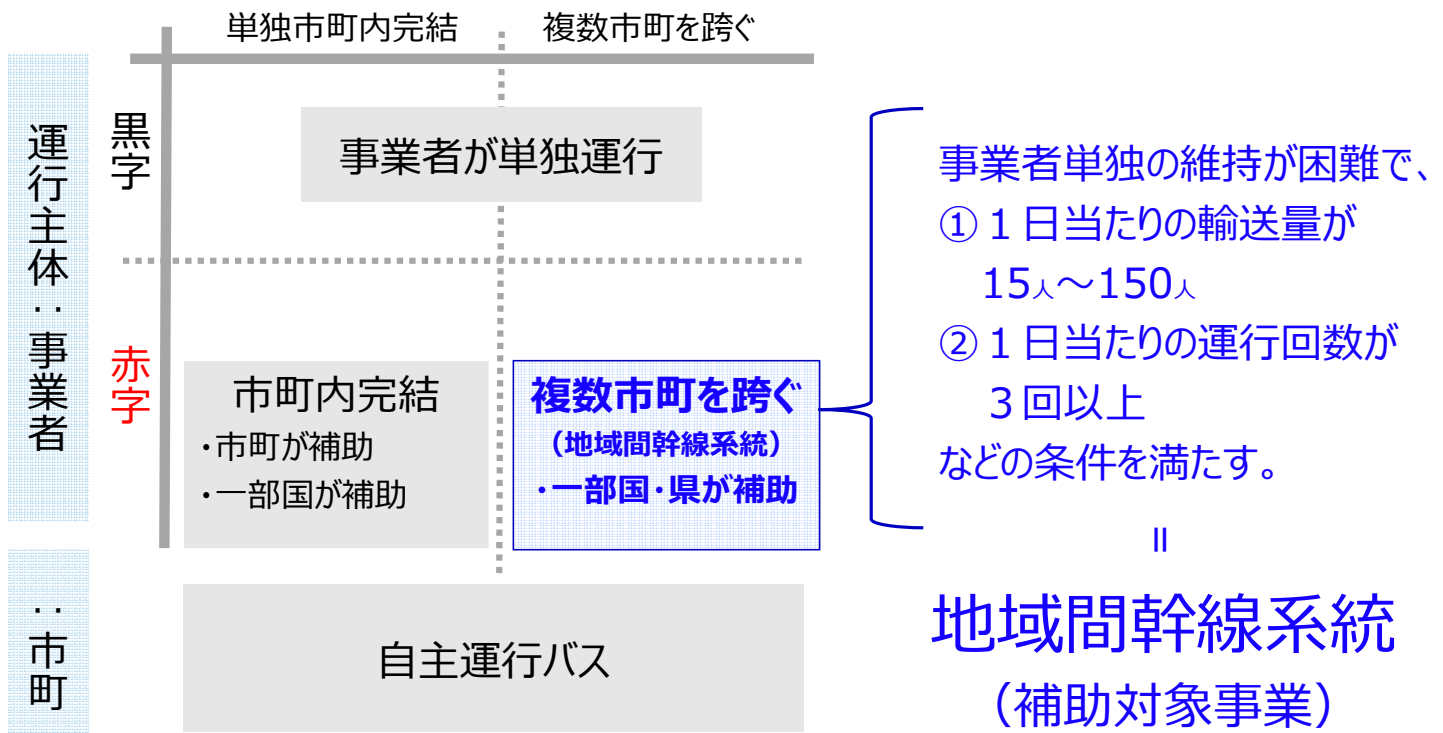 単独市町内完結
複数市町を跨ぐ
運行主体：事業者
黒字
事業者が単独運行
赤字
市町内完結
・市町が補助
・一部国が補助
複数市町を跨ぐ
（地域間幹線系統）
・一部国・県が補助
：市町
自主運行バス
事業者単独の維持が困難で、
①１日当たりの輸送量が
15人～150人
②１日当たりの運行回数が
３回以上
などの条件を満たす。
＝
地域間幹線系統
（補助対象事業）